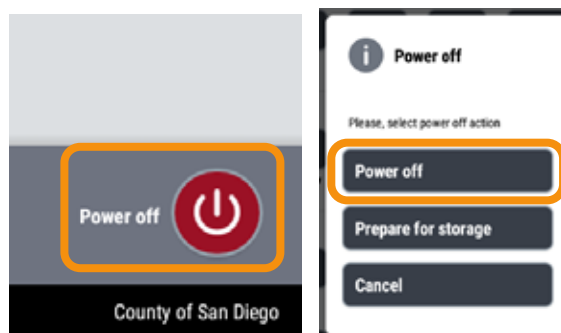 Power off
County of San Diego
Power off
Please, select power off action
Power off
Prepare for storage
Cancel